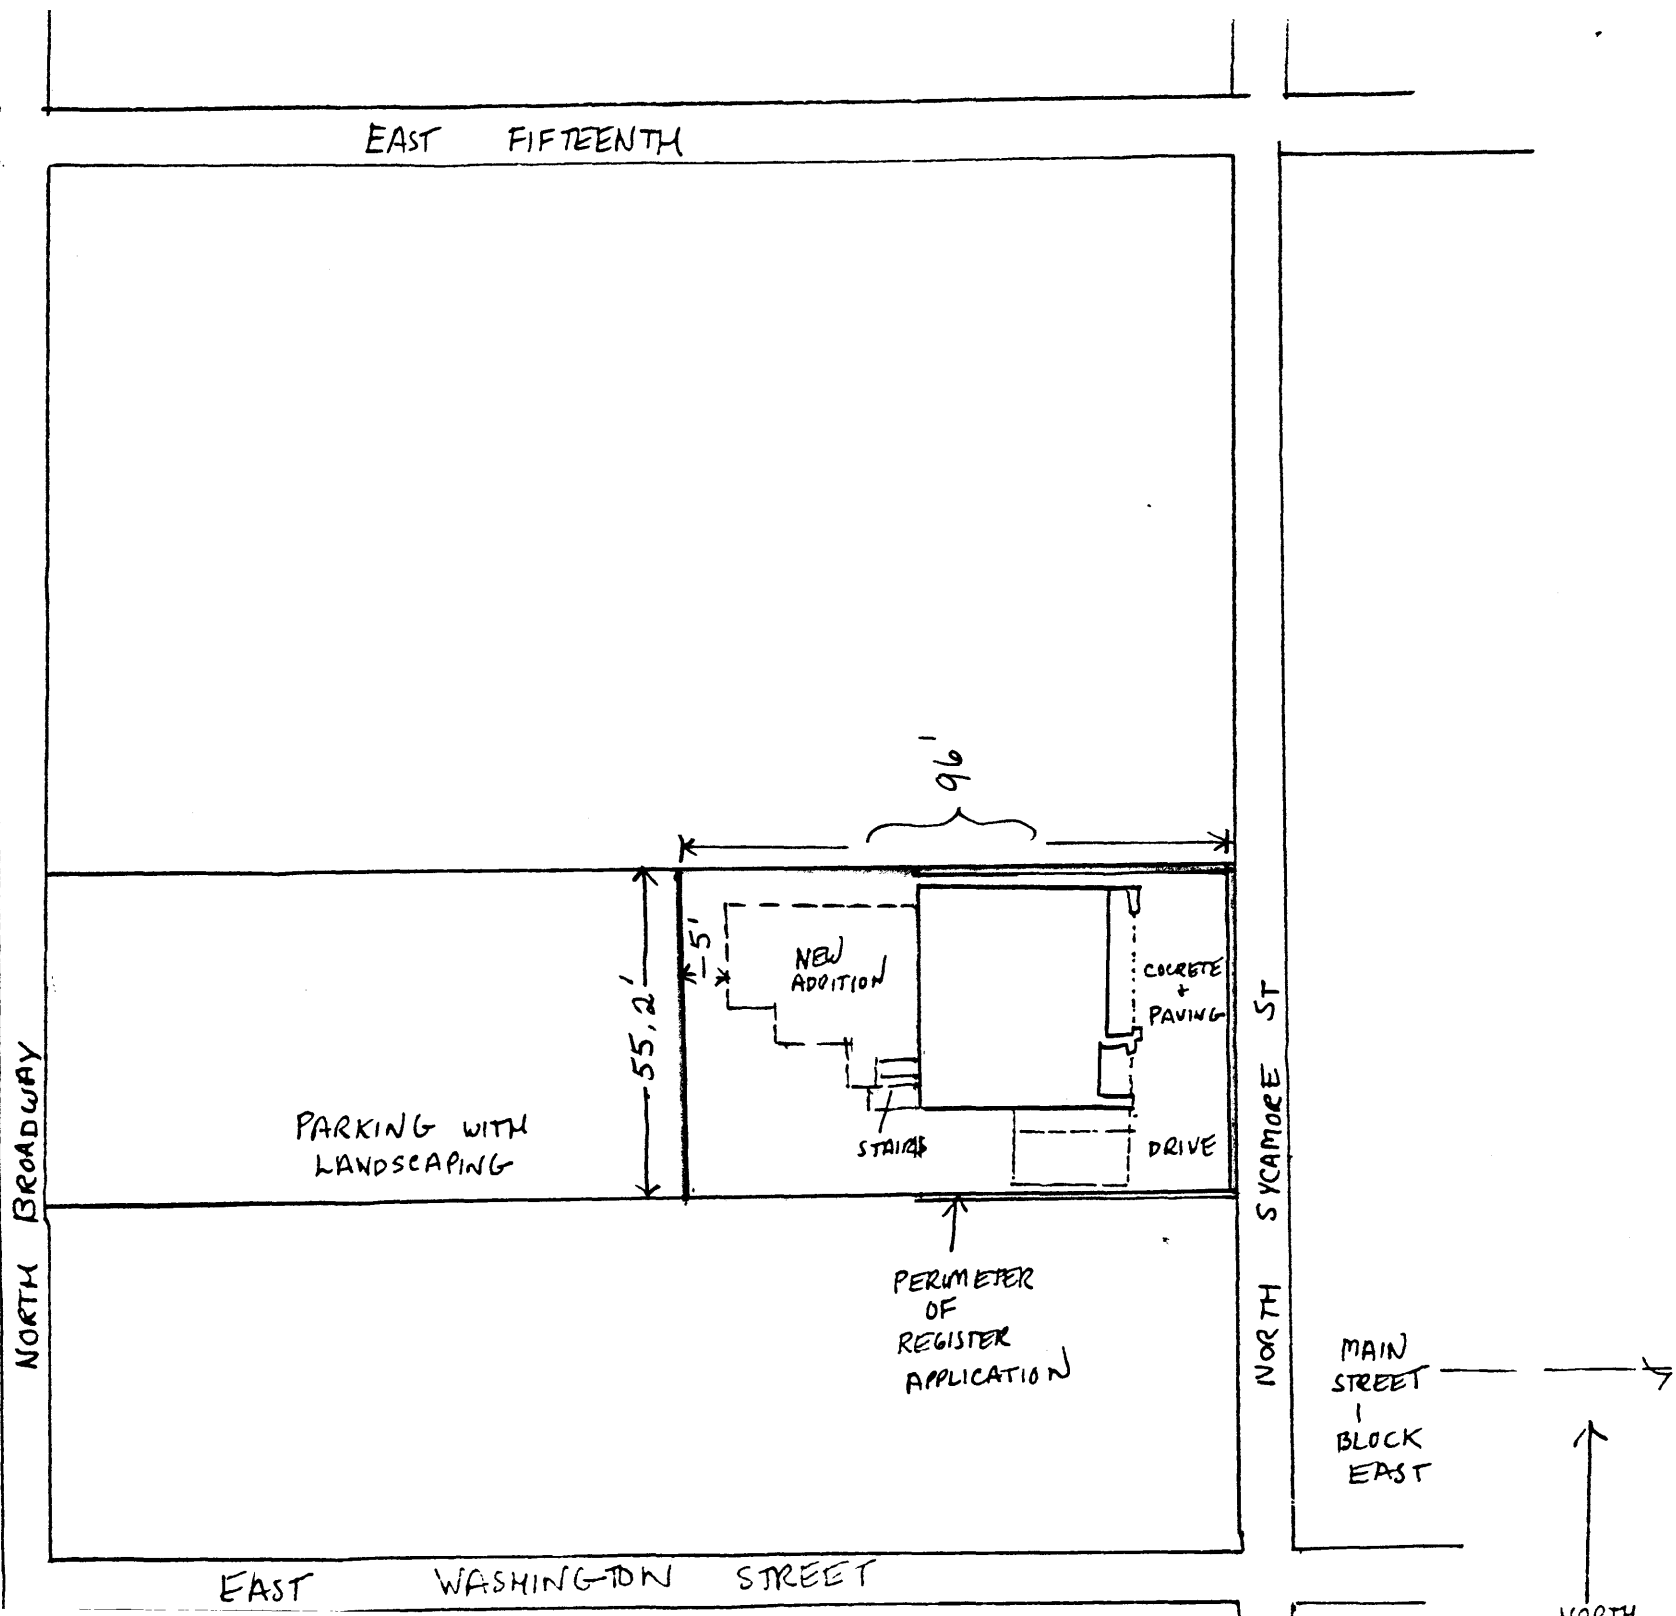 EAST FIFTEENTH
96'
5'
NEW
ADDITION
COCRETE
+
PAVING
55.2'
STAIRS
DRIVE
PARKING WITH
LANDSCAPING
NORTH BROADWAY
NORTH SYCAMORE ST
PERIMETER
OF
REGISTER
APPLICATION
MAIN
STREET
1
BLOCK
EAST
EAST WASHINGTON STREET
NORTH